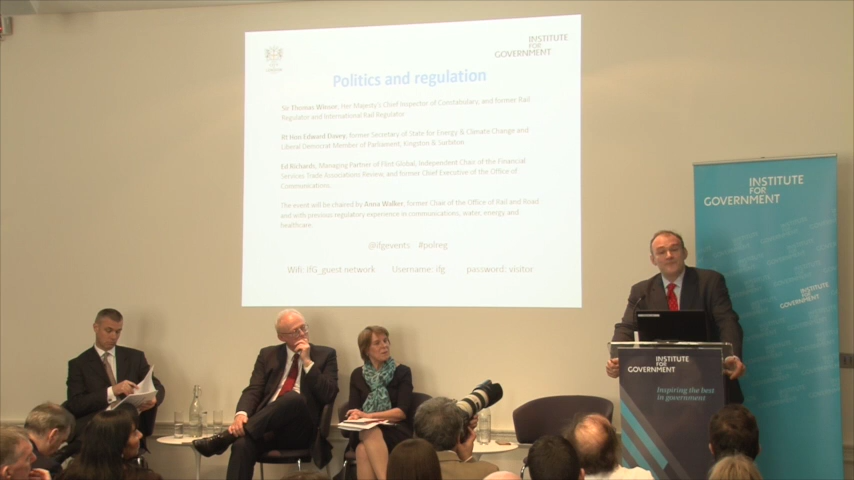 INSTITUTE
FOR
GOVERNMENT
Politics and regulation
Sir Thomas Winsor, Her Majesty's Chief Inspector of Constabulary, and former Rail
Regulator and International Rail Regulator
Rt Hon Edward Davey, former Secretary of State for Energy & Climate Change and
Liberal Democrat Member of Parliament, Kingston & Surbiton
Ed Richards, Managing Partner of Flint Global, Independent Chair of the Financial
Services Trade Associations Review, and former Chief Executive of the Office of
Communications
The event will be chaired by Anna Walker, former Chair of the Office of Rail and Road
and with previous regulatory experience in communications, water, energy and
healthcare.
@ifgevents #polreg
Wifi: IfG_guest network Username: ifg password: visitor
INSTITUTE
FOR
GOVERNMENT
INSTITUTE
FOR
GOVERNMENT
INSTITUTE
FOR
GOVERNMENT
Inspiring the best
in government